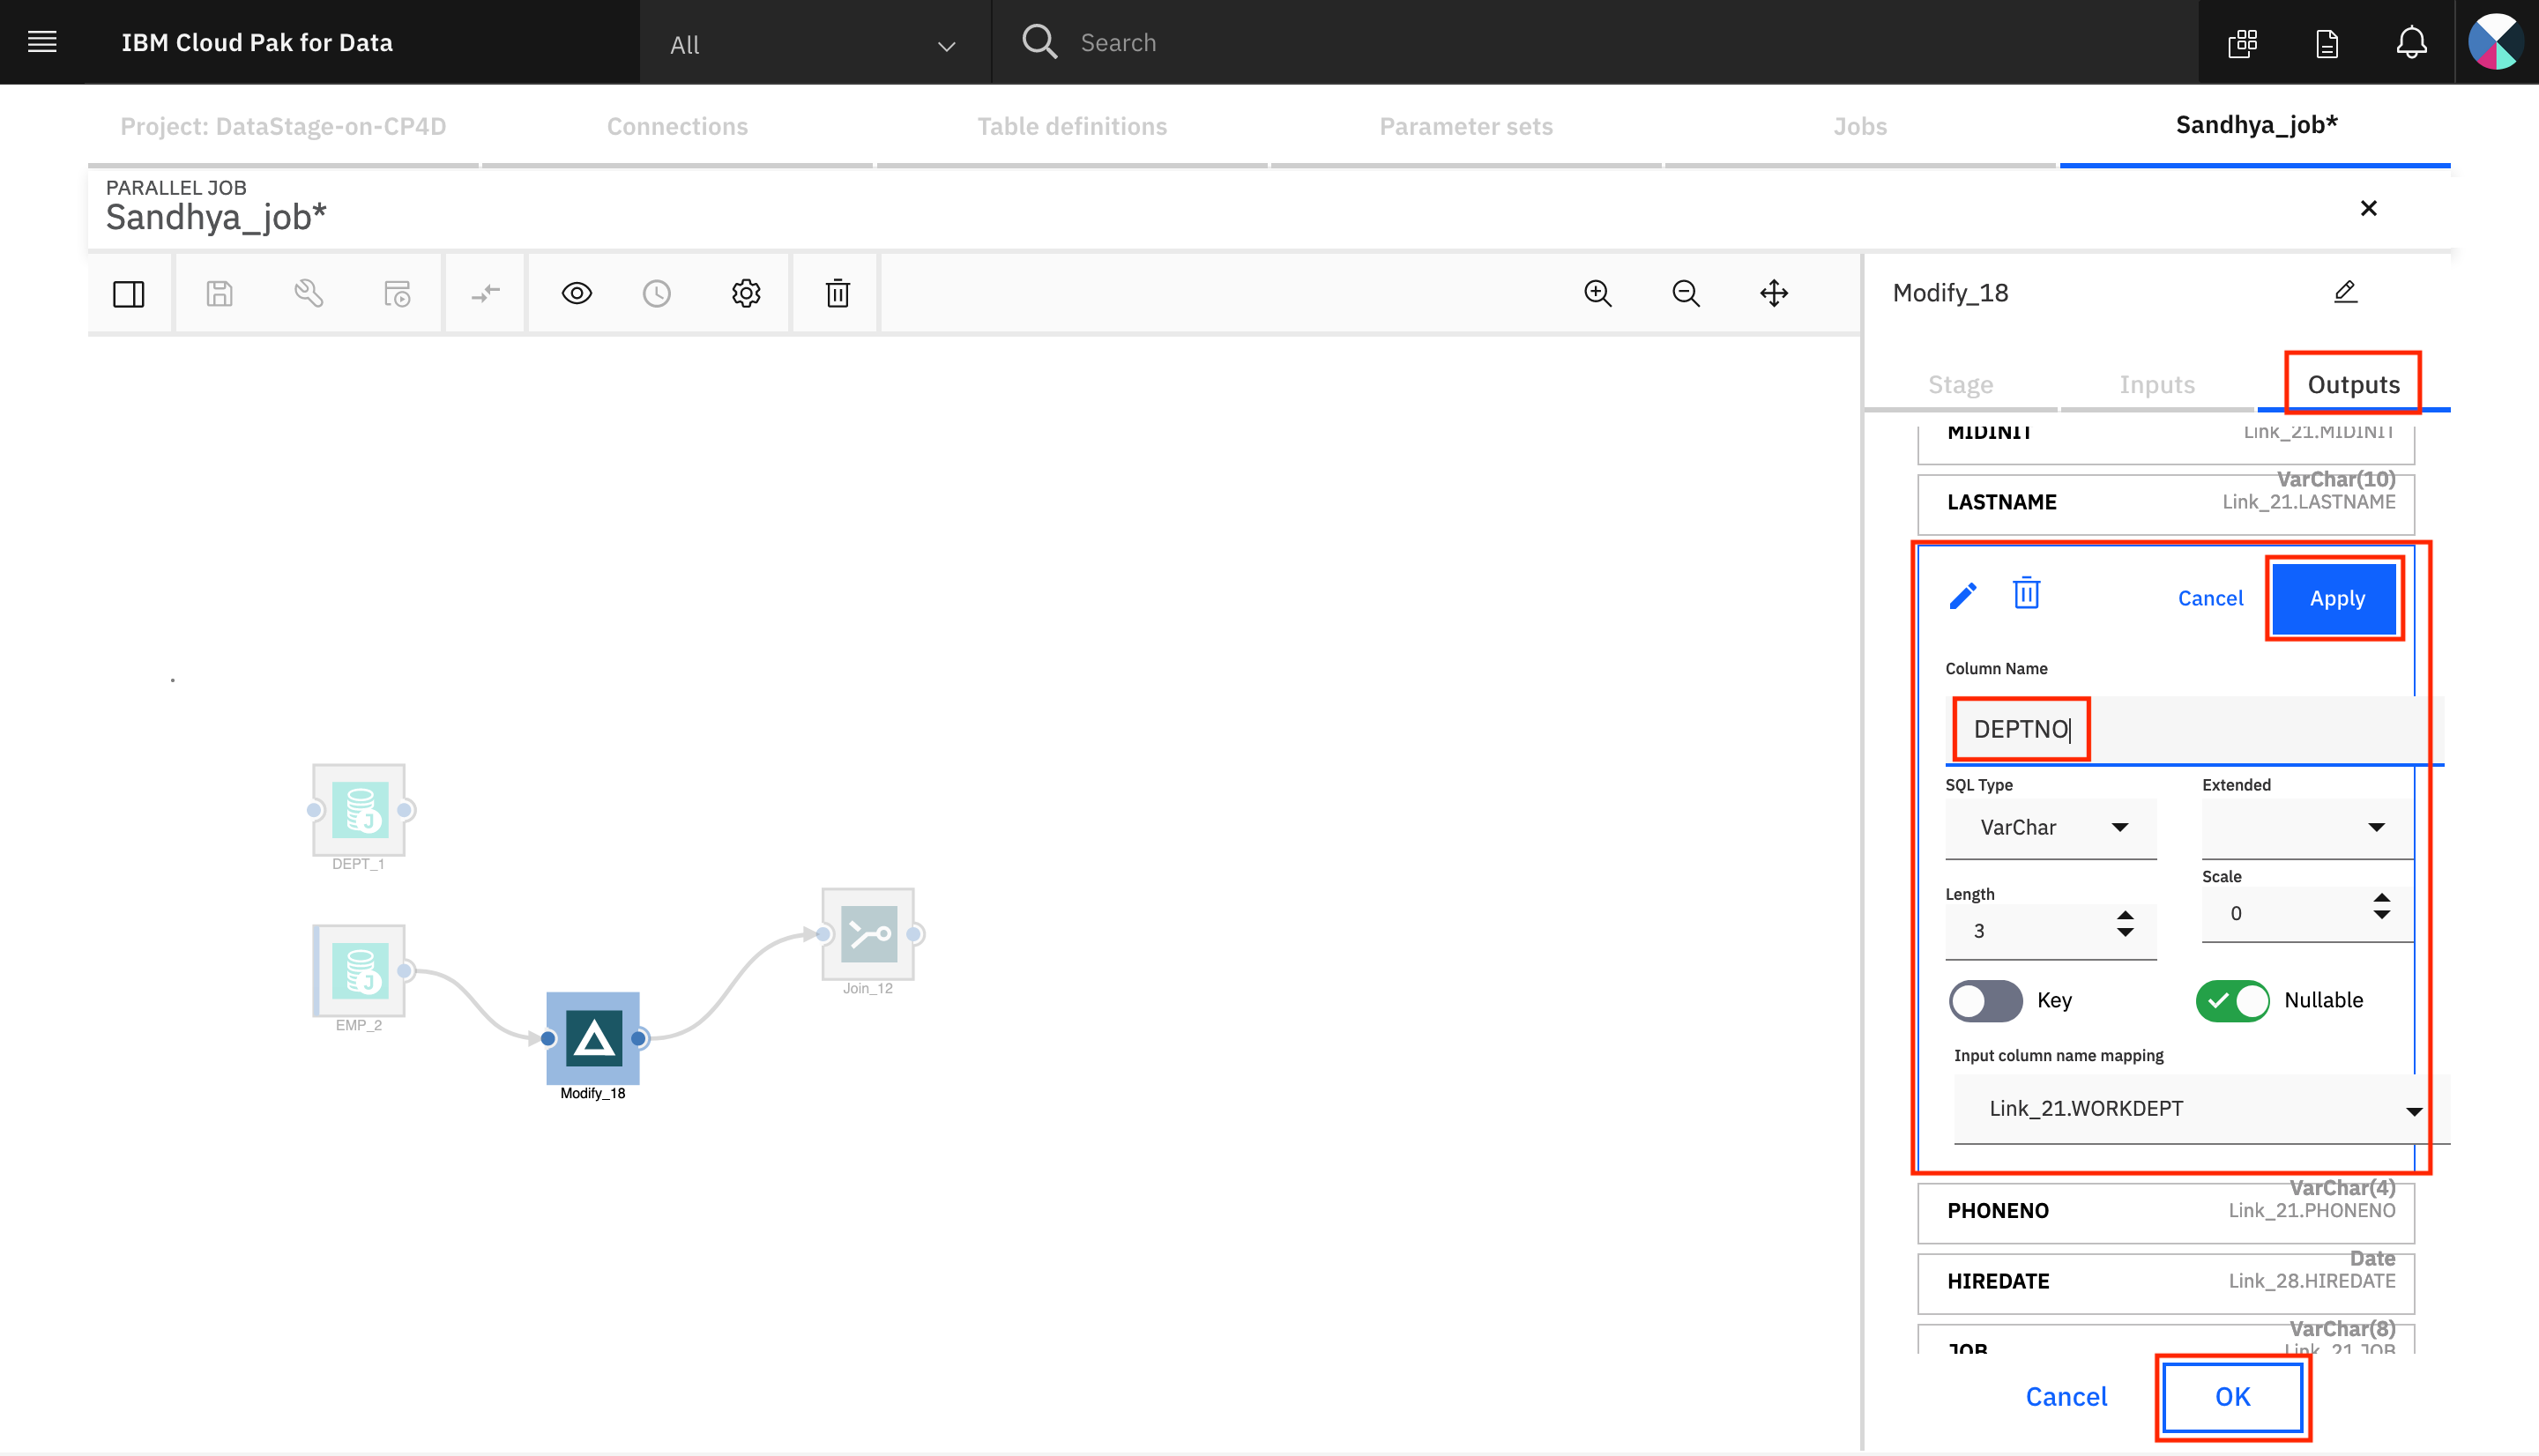 IBM Cloud Pak for Data
All
Search
Project: DataStage-on-CP4D
Connections
Table definitions
Parameter sets
Jobs
Sandhya_job*
PARALLEL JOB
Sandhya_job*
Modify_18
Stage
Inputs
Outputs
MIDINIT
Link_21.MIDINIT
VarChar(10)
LASTNAME
Link_21.LASTNAME
Cancel
Apply
Column Name
DEPTNO
SQL Type
Extended
VarChar
Length
Scale
3
0
Key
Nullable
Input column name mapping
Link_21.WORKDEPT
VarChar(4)
PHONENO
Link_21.PHONENO
Date
HIREDATE
Link_28.HIREDATE
VarChar(8)
JOB
Link_21.JOB
Cancel
OK
DEPT_1
EMP_2
Join_12
Modify_18